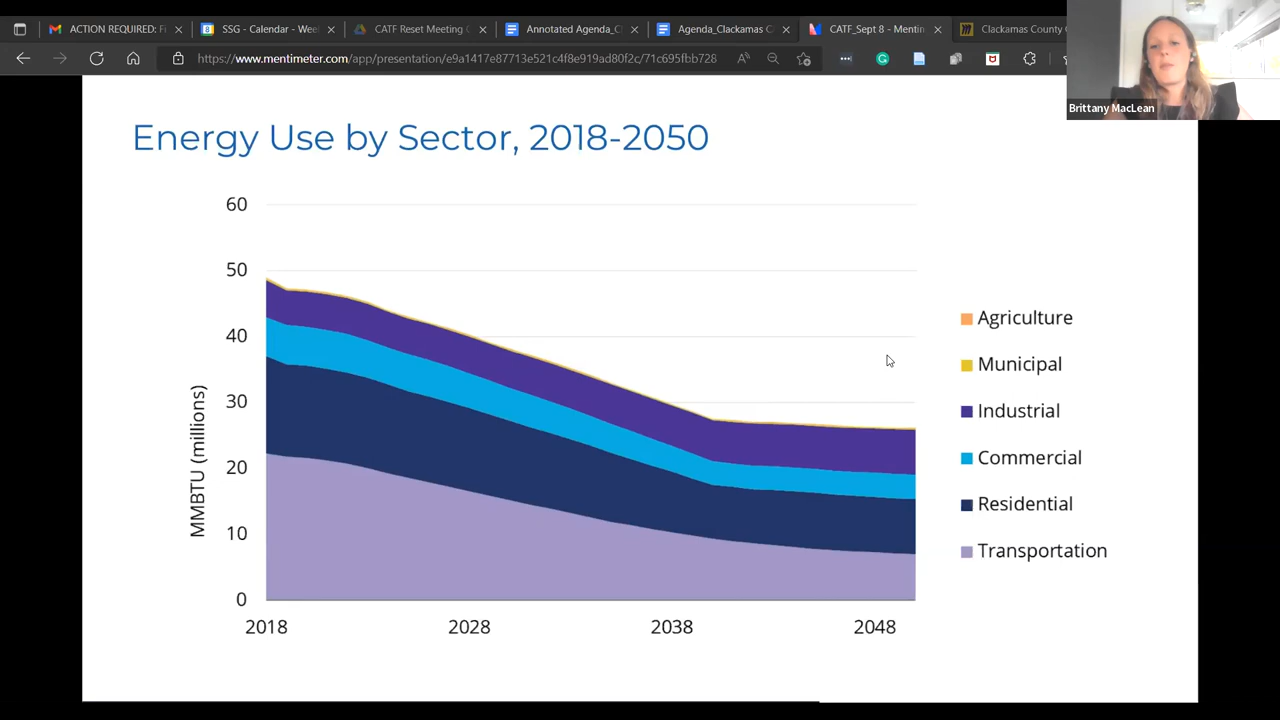 ACTION REQUIRED: Fi
SSG - Calendar - Wee
CATF Reset Meeting
Annotated Agenda_C
Agenda_Clackamas C
CATF_Sept 8 - Mentin
Clackamas County
https://www.mentimeter.com/app/presentation/e9a1417e87713e521c4f8e919ad80f2c/71c695fbb728
Brittany MacLean
Energy Use by Sector, 2018-2050
60
50
40
30
20
10
0
MMBTU (millions)
2018 2028 2038 2048
Agriculture
Municipal
Industrial
Commercial
Residential
Transportation